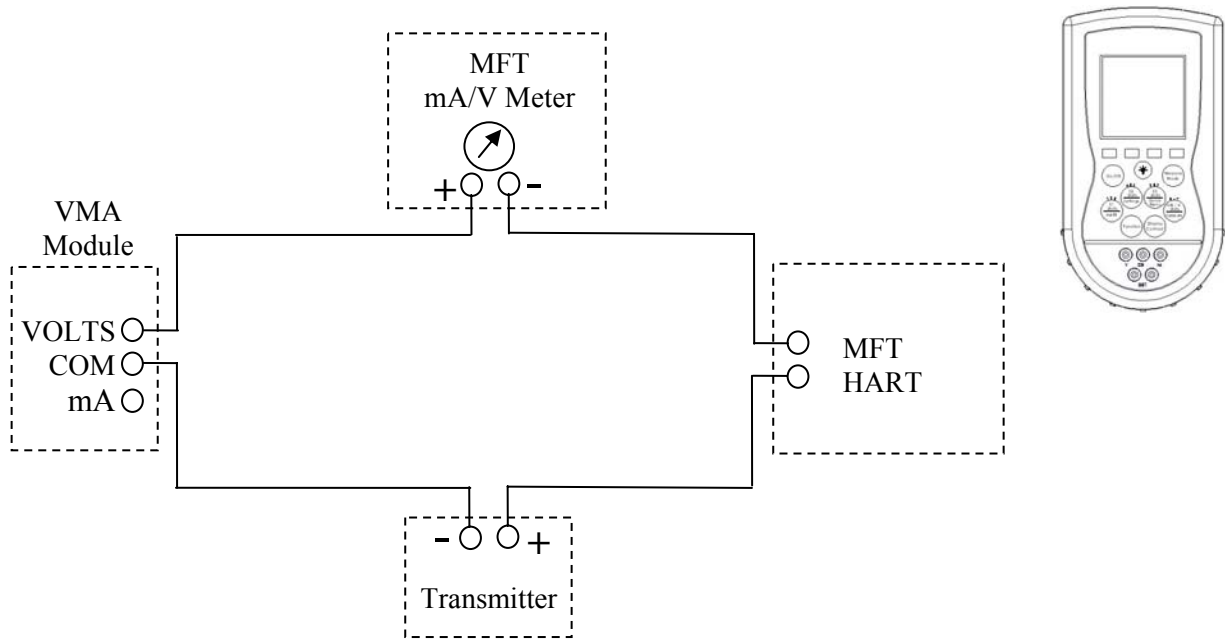 MFT
mA/V Meter
+ -
VMA
Module
VOLTS
COM
mA
MFT
HART
- +
Transmitter